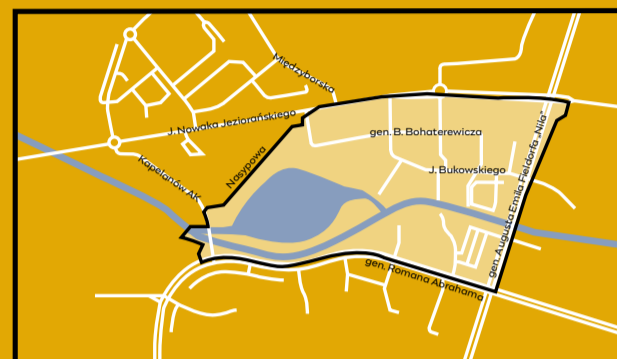 Międzyborska
J. Nowaka Jeziorańskiego
gen. B. Bohaterewicza
Kapelanów AK
Nasypowa
J. Bukowskiego
gen. Augusta Emila Fieldorfa „Nila”
gen. Romana Abrahama